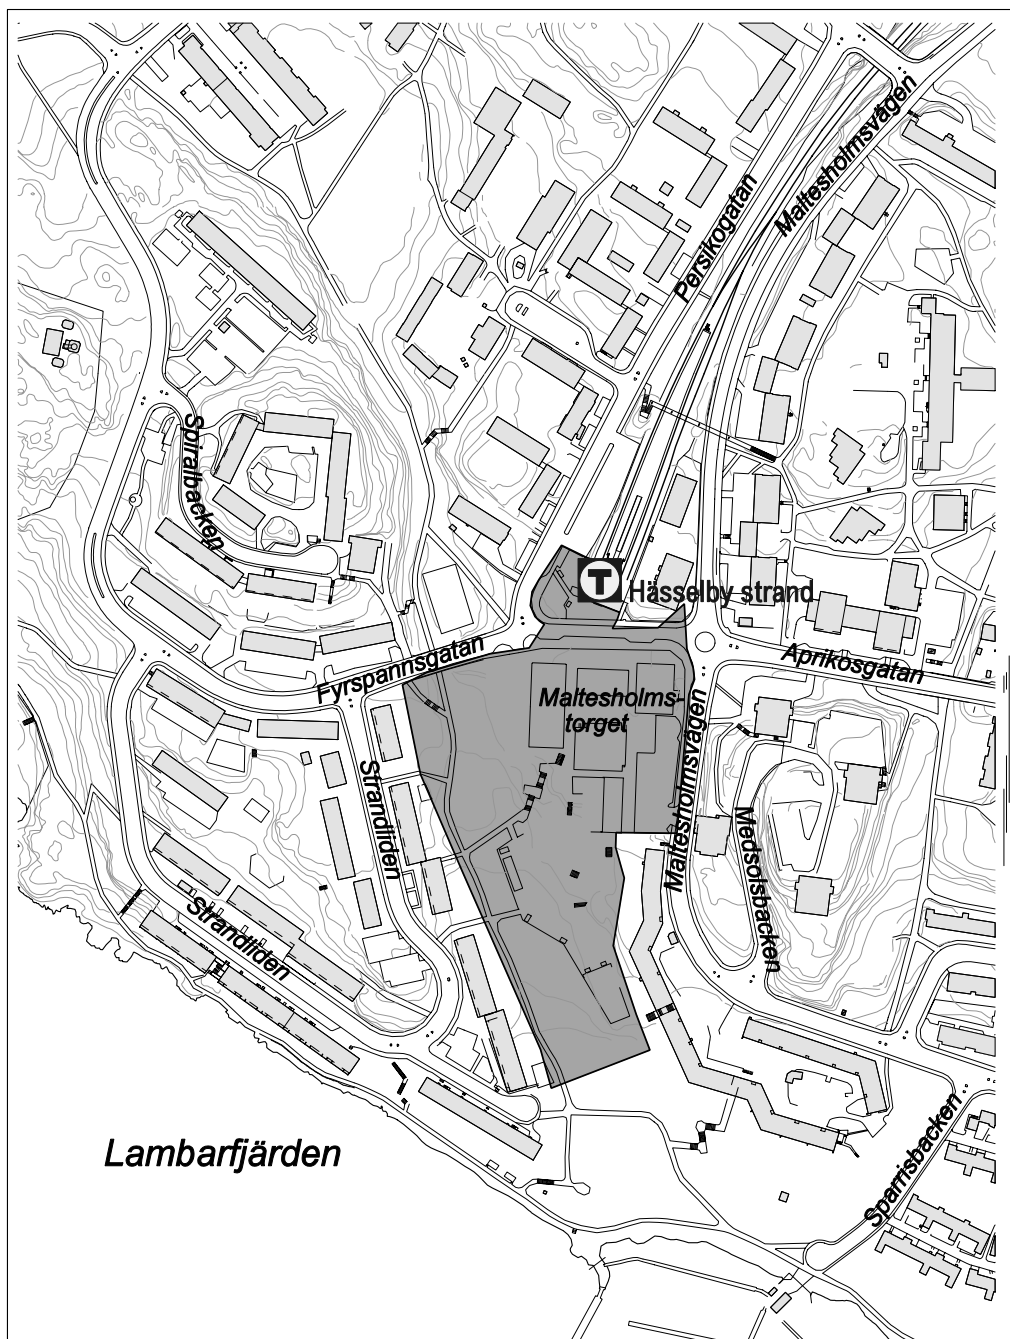 Maltesholmsvägen
Persikogatan
Spiralbacken
T
Hässelby strand
Fyrspannsgatan
Aprikosgatan
Maltesholms-
torget
Maltesholmsvägen
Strandliden
Medsolsbacken
Strandliden
Sparrisbacken
Lambarfjärden